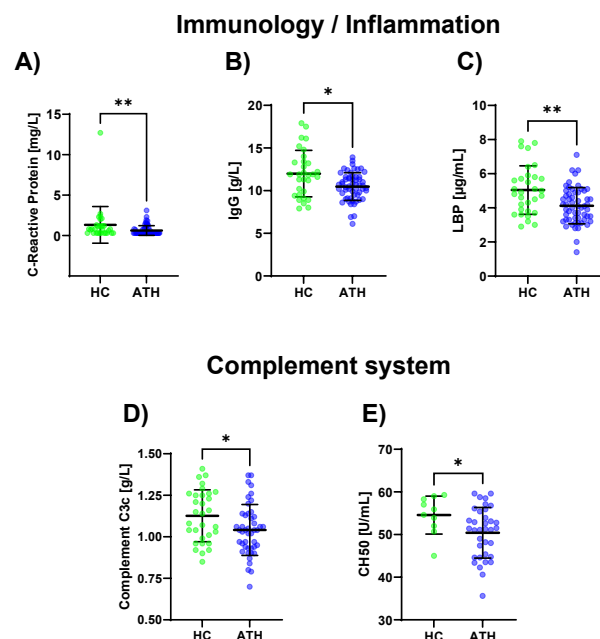 Immunology / Inflammation
A)
C-Reactive Protein [mg/L]
15
10
5
0
**
HC
ATH
B)
IgG [g/L]
20
15
10
5
0
*
HC
ATH
C)
LBP [µg/mL]
10
8
6
4
2
0
**
HC
ATH
Complement system
D)
Complement C3c [g/L]
1.50
1.25
1.00
0.75
0.50
*
HC
ATH
E)
CH50 [U/mL]
70
60
50
40
30
*
HC
ATH